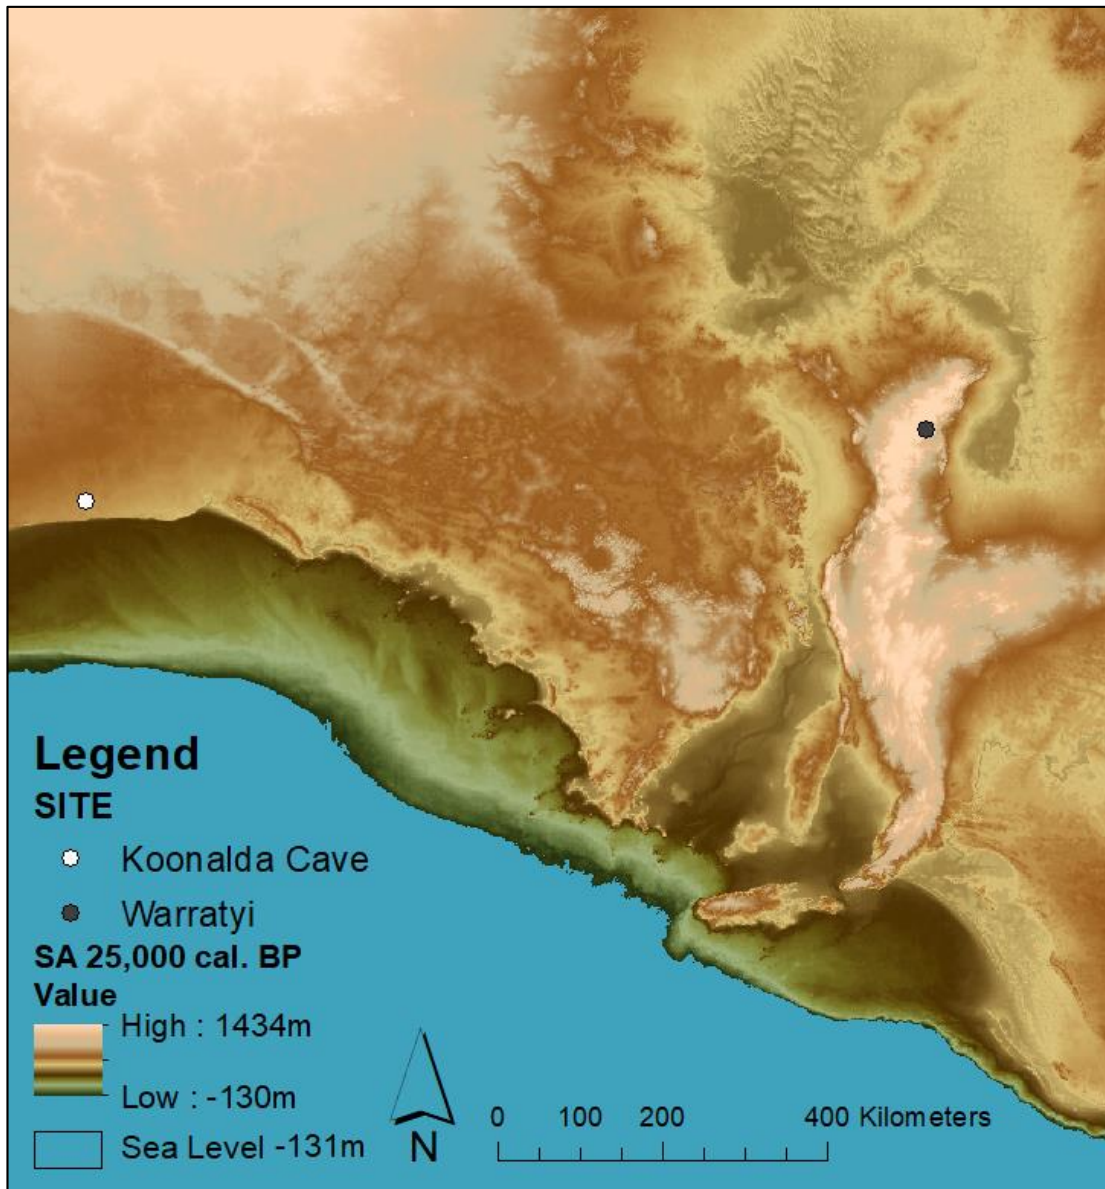 Legend
SITE
Koonalda Cave
Warratyi
SA 25,000 cal. BP
Value
High : 1434m
Low : -130m
Sea Level -131m
N
0 100 200 400 Kilometers